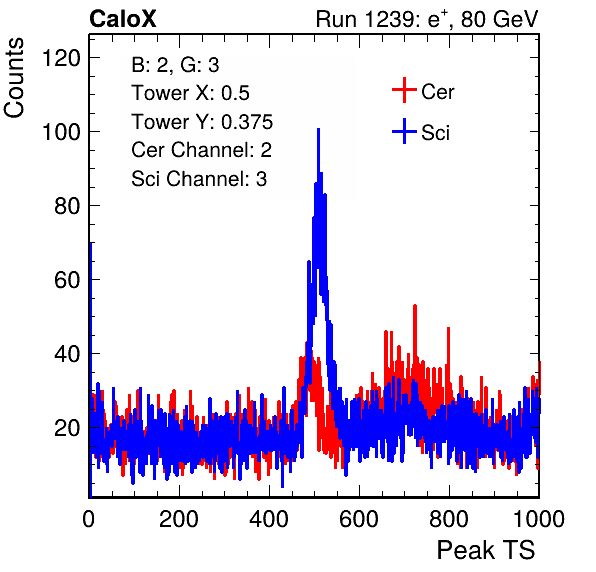 CaloX Run 1239: e⁺, 80 GeV
Counts
B: 2, G: 3
Tower X: 0.5
Tower Y: 0.375
Cer Channel: 2
Sci Channel: 3
Cer
Sci
120
100
80
60
40
20
0 200 400 600 800 1000
Peak TS